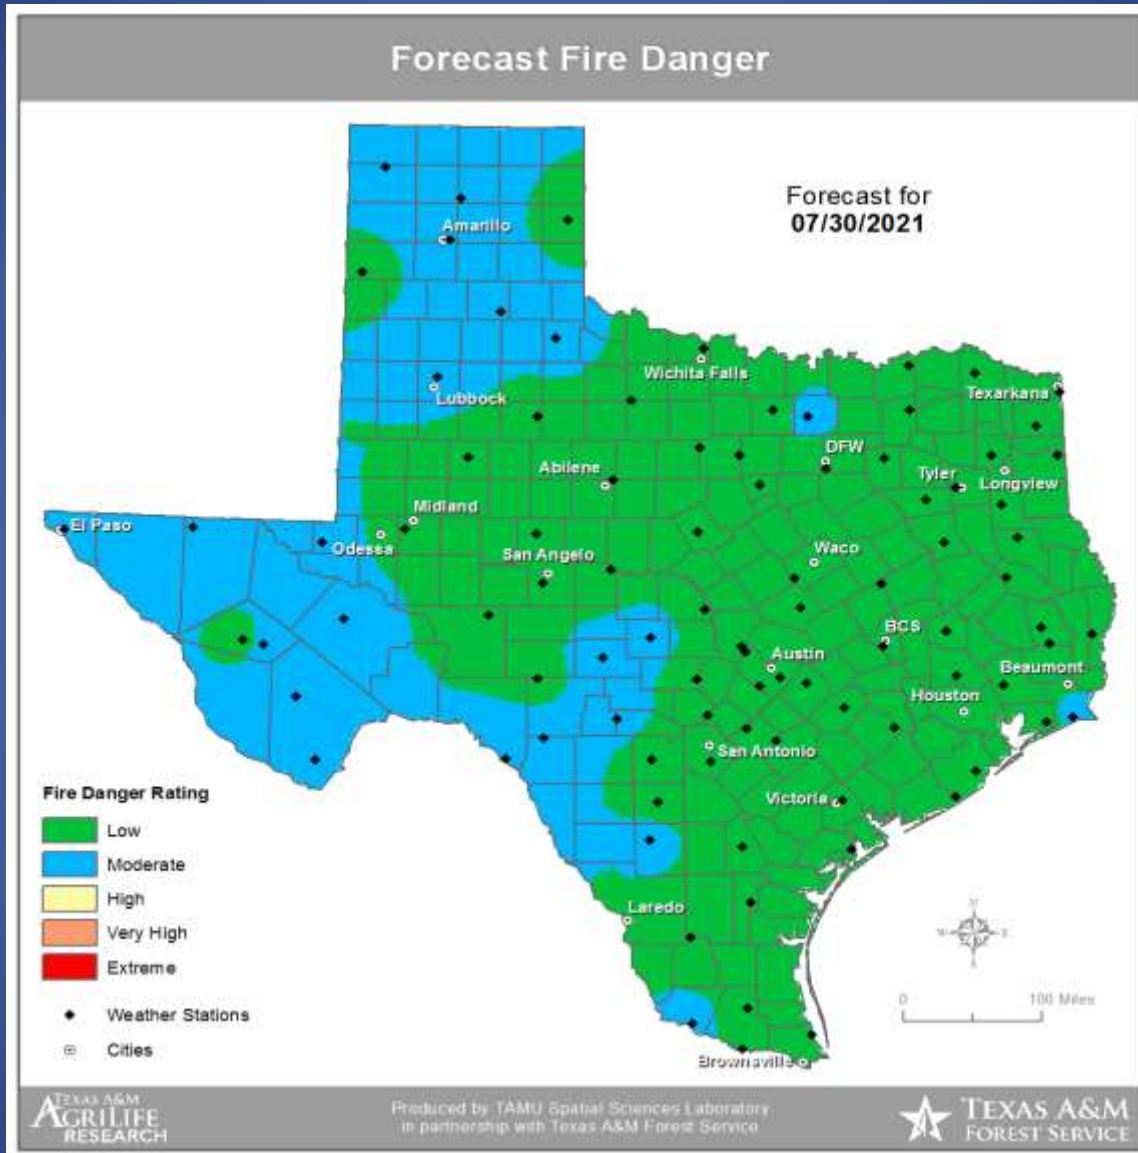 Forecast Fire Danger
Forecast for
07/30/2021
Amarillo
Wichita Falls
Lubbock
Texarkana
DFW
Abilene
Tyler
Longview
Midland
El Paso
Odessa
San Angelo
Waco
BCS
Austin
Beaumont
Houston
San Antonio
Victoria
Laredo
Brownsville
Fire Danger Rating
Low
Moderate
High
Very High
Extreme
Weather Stations
Cities
N
W E
S
0 100 Miles
TEXAS A&M
AGRILIFE
RESEARCH
Produced by TAMU Spatial Sciences Laboratory
in partnership with Texas A&M Forest Service
TEXAS A&M
FOREST SERVICE